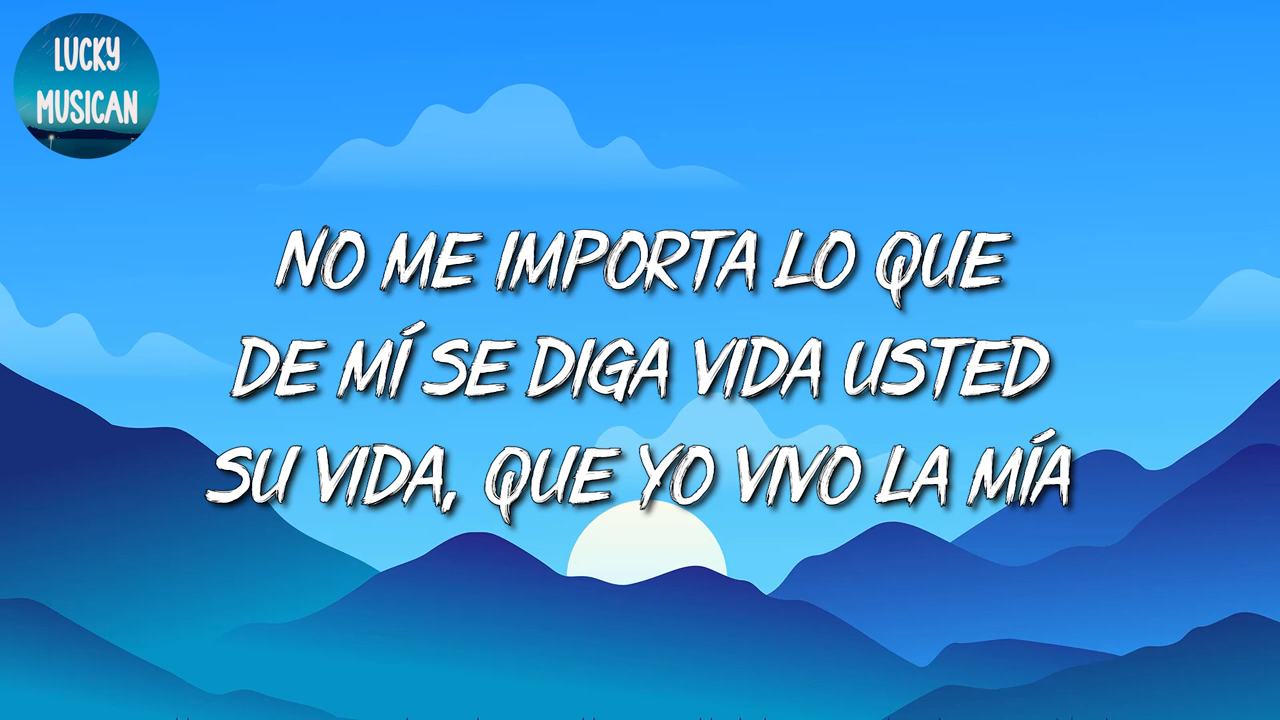 LUCKY
MUSICAN
NO ME IMPORTA LO QUE
DE MÍ SE DIGA VIDA USTED
SU VIDA, QUE YO VIVO LA MÍA